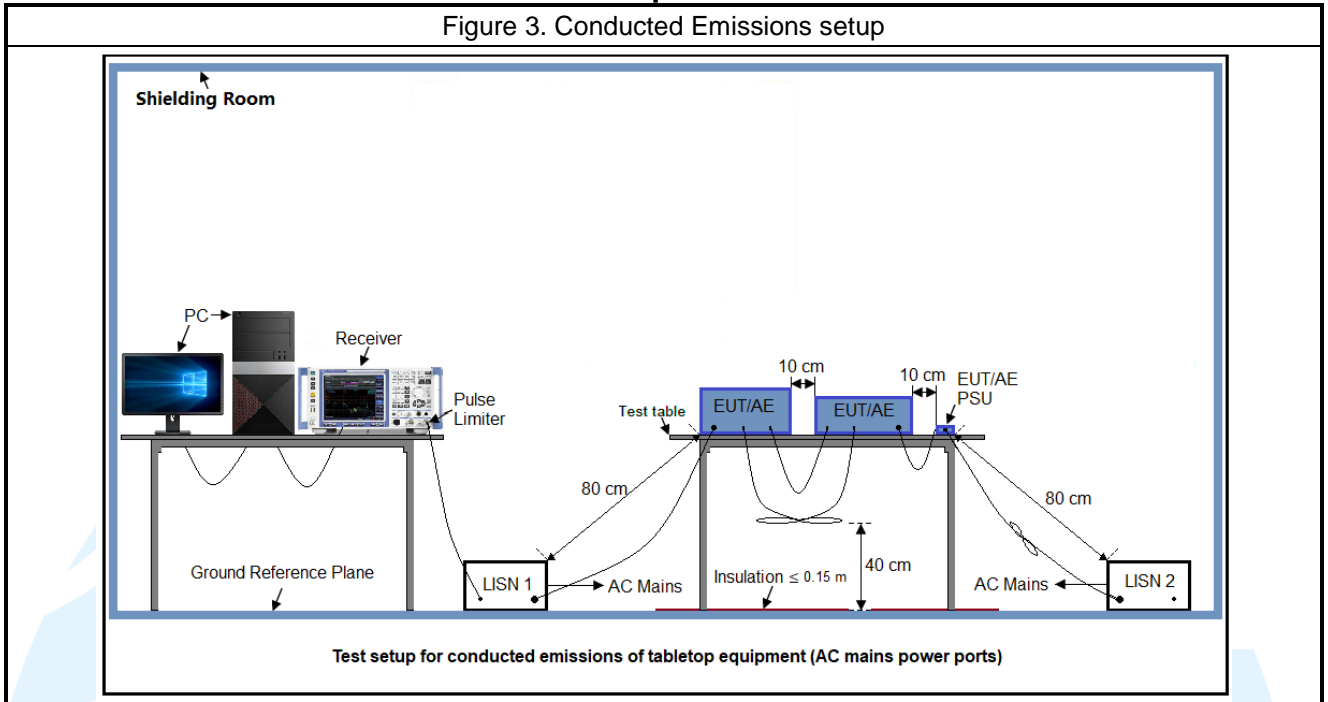 Figure 3. Conducted Emissions setup
Shielding Room
PC
Receiver
Pulse
Limiter
10 cm
10 cm
EUT/AE
PSU
Test table
EUT/AE
EUT/AE
80 cm
80 cm
Ground Reference Plane
LISN 1
AC Mains
Insulation ≤ 0.15 m
40 cm
AC Mains
LISN 2
Test setup for conducted emissions of tabletop equipment (AC mains power ports)